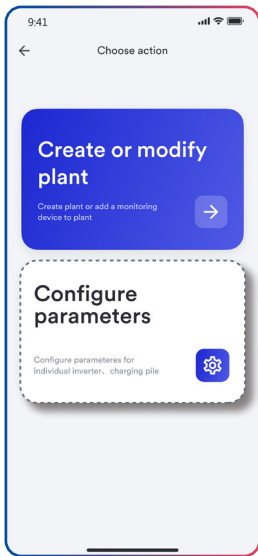 9:41
Choose action
Create or modify
plant
Create plant or add a monitoring
device to plant
Configure
parameters
Configure parameteres for
individual inverter、charging pile